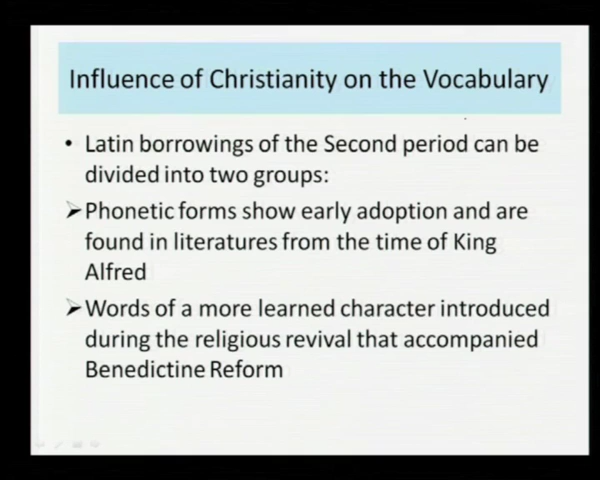 Influence of Christianity on the Vocabulary
• Latin borrowings of the Second period can be
divided into two groups:
➢Phonetic forms show early adoption and are
found in literatures from the time of King
Alfred
➢Words of a more learned character introduced
during the religious revival that accompanied
Benedictine Reform